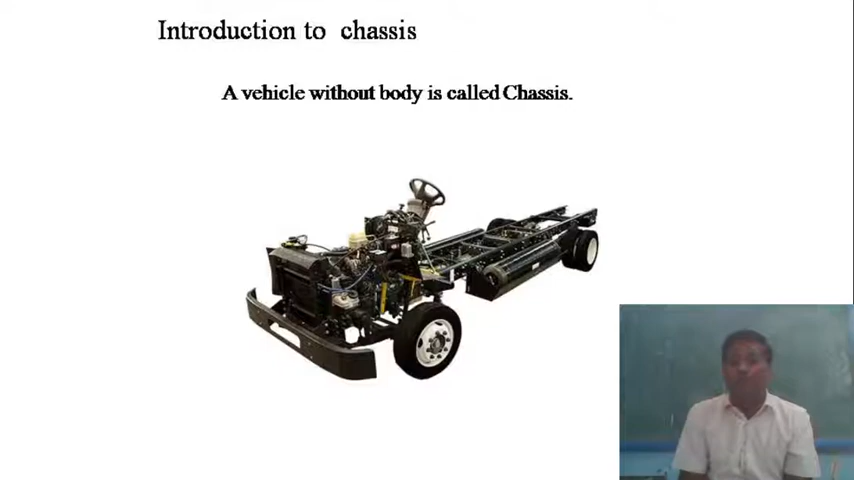 Introduction to chassis
A vehicle without body is called Chassis.